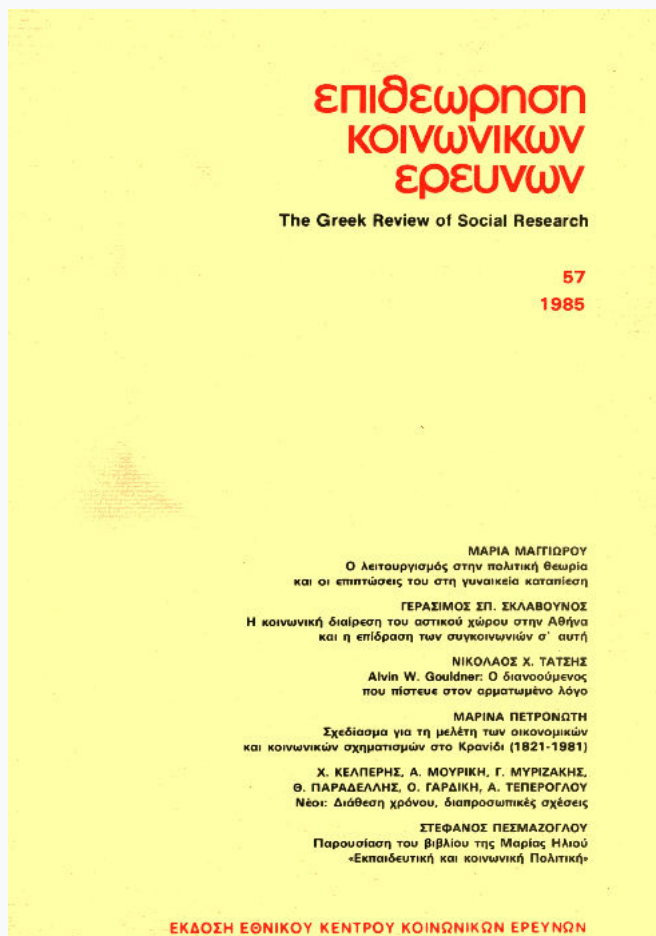 επιθεωρηση
κοινωνικων
ερευνων
The Greek Review of Social Research
57
1985
ΜΑΡΙΑ ΜΑΓΓΙΩΡΟΥ
Ο λειτουργισμός στην πολιτική θεωρία
και οι επιπτώσεις του στη γυναικεία καταπίεση
ΓΕΡΑΣΙΜΟΣ ΣΠ. ΣΚΛΑΒΟΥΝΟΣ
Η κοινωνική διαίρεση του αστικού χώρου στην Αθήνα
και η επίδραση των συγκοινωνιών σ' αυτή
ΝΙΚΟΛΑΟΣ Χ. ΤΑΤΣΗΣ
Alvin W. Gouldner: Ο διανοούμενος
που πίστευε στον αρματωμένο λόγο
ΜΑΡΙΝΑ ΠΕΤΡΟΝΩΤΗ
Σχεδίασμα για τη μελέτη των οικονομικών
και κοινωνικών σχηματισμών στο Κρανίδι (1821-1981)
Χ. ΚΕΛΠΕΡΗΣ, Α. ΜΟΥΡΙΚΗ, Γ. ΜΥΡΙΖΑΚΗΣ,
Θ. ΠΑΡΑΔΕΛΛΗΣ, Ο. ΓΑΡΔΙΚΗ, Α. ΤΕΠΕΡΟΓΛΟΥ
Νέοι: Διάθεση χρόνου, διαπροσωπικές σχέσεις
ΣΤΕΦΑΝΟΣ ΠΕΣΜΑΖΟΓΛΟΥ
Παρουσίαση του βιβλίου της Μαρίας Ηλιού
«Εκπαιδευτική και κοινωνική Πολιτική»
ΕΚΔΟΣΗ ΕΘΝΙΚΟΥ ΚΕΝΤΡΟΥ ΚΟΙΝΩΝΙΚΩΝ ΕΡΕΥΝΩΝ